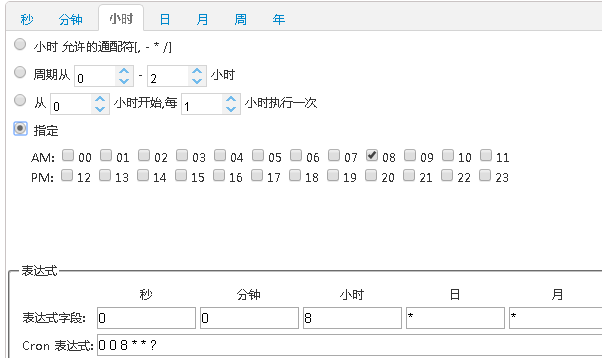 秒 分钟 小时 日 月 周 年
小时 允许的通配符[, - * /]
周期从 0 - 2 小时
从 0 小时开始,每 1 小时执行一次
指定
AM: 00 01 02 03 04 05 06 07 08 09 10 11
PM: 12 13 14 15 16 17 18 19 20 21 22 23
表达式
秒 分钟 小时 日 月
表达式字段: 0 0 8 * *
Cron 表达式: 0 0 8 * * ?